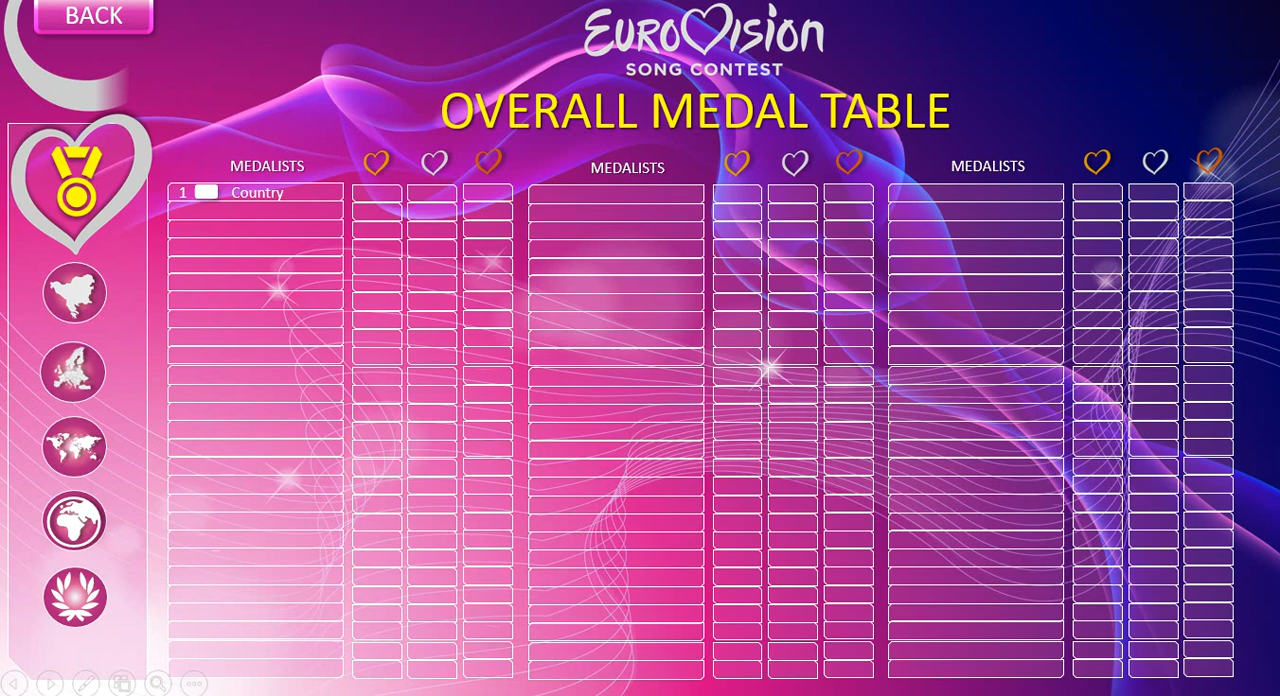 BACK
EUROVISION
SONG CONTEST
OVERALL MEDAL TABLE
MEDALISTS
MEDALISTS
MEDALISTS
1 Country